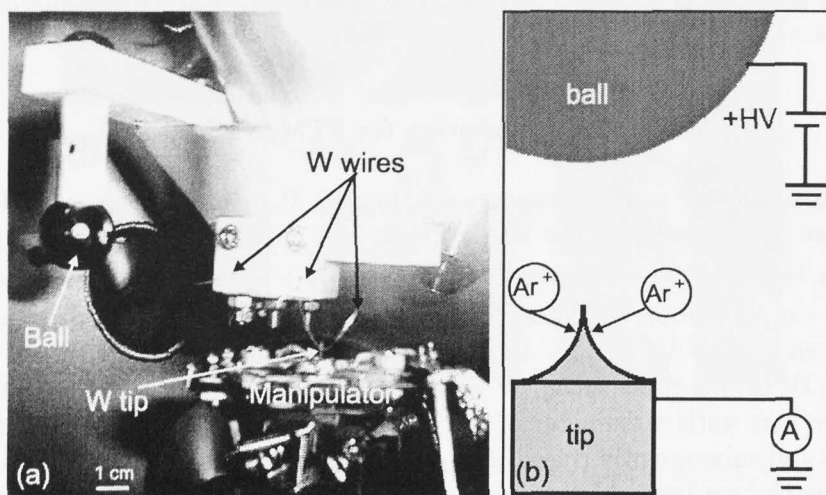 W wires
Ball
W tip
Manipulator
(a)
1 cm
ball
+HV
Ar+
Ar+
tip
A
(b)